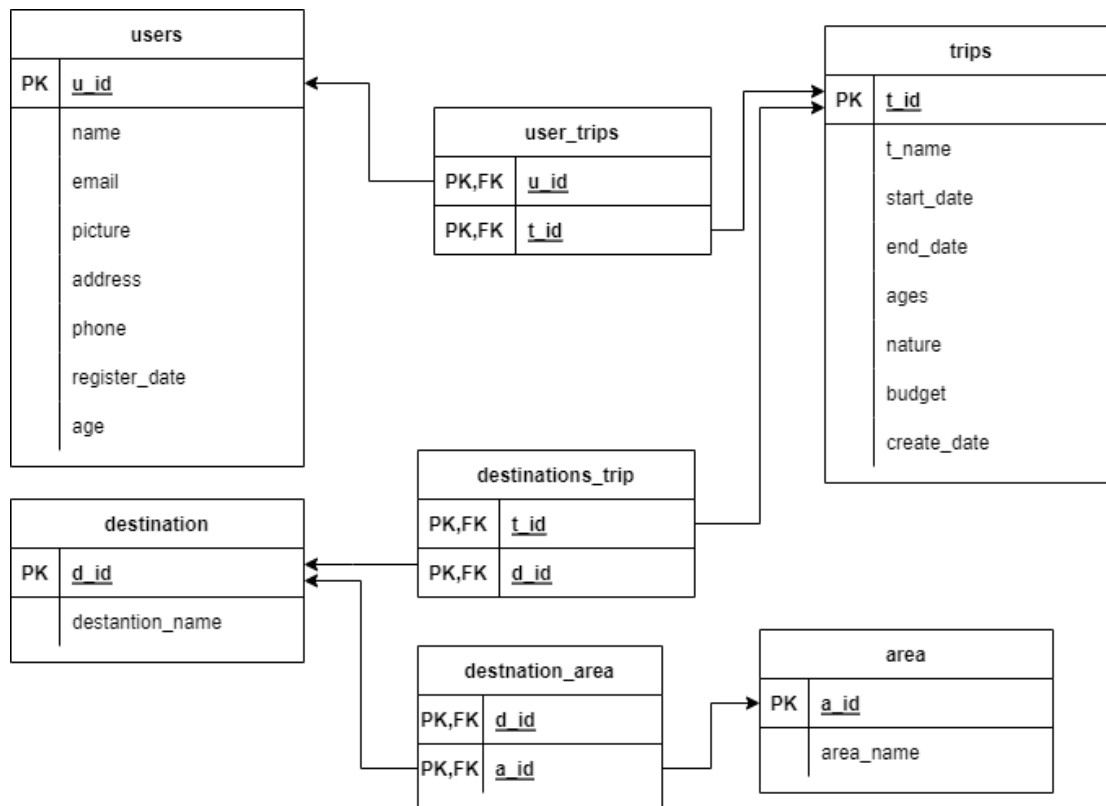 users
PK u_id
name
email
picture
address
phone
register_date
age
user_trips
PK,FK u_id
PK,FK t_id
trips
PK t_id
t_name
start_date
end_date
ages
nature
budget
create_date
destinations_trip
PK,FK t_id
PK,FK d_id
destination
PK d_id
destantion_name
destnation_area
PK,FK d_id
PK,FK a_id
area
PK a_id
area_name